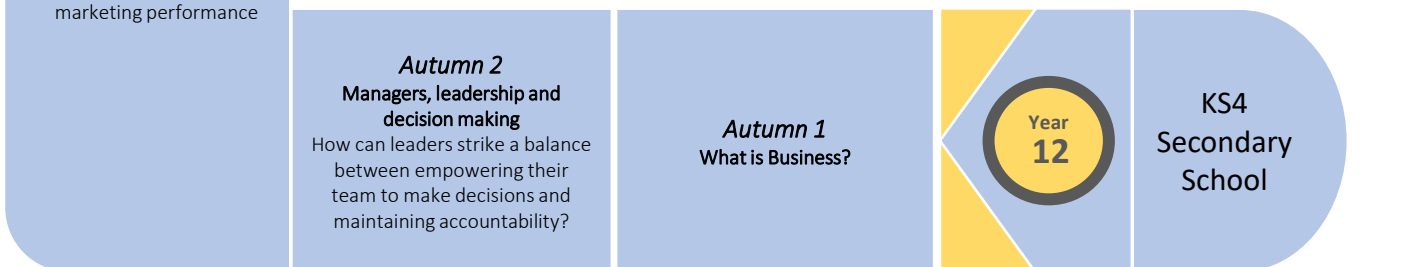 marketing performance
Autumn 2
Managers, leadership and
decision making
How can leaders strike a balance
between empowering their
team to make decisions and
maintaining accountability?
Autumn 1
What is Business?
Year
12
KS4
Secondary
School